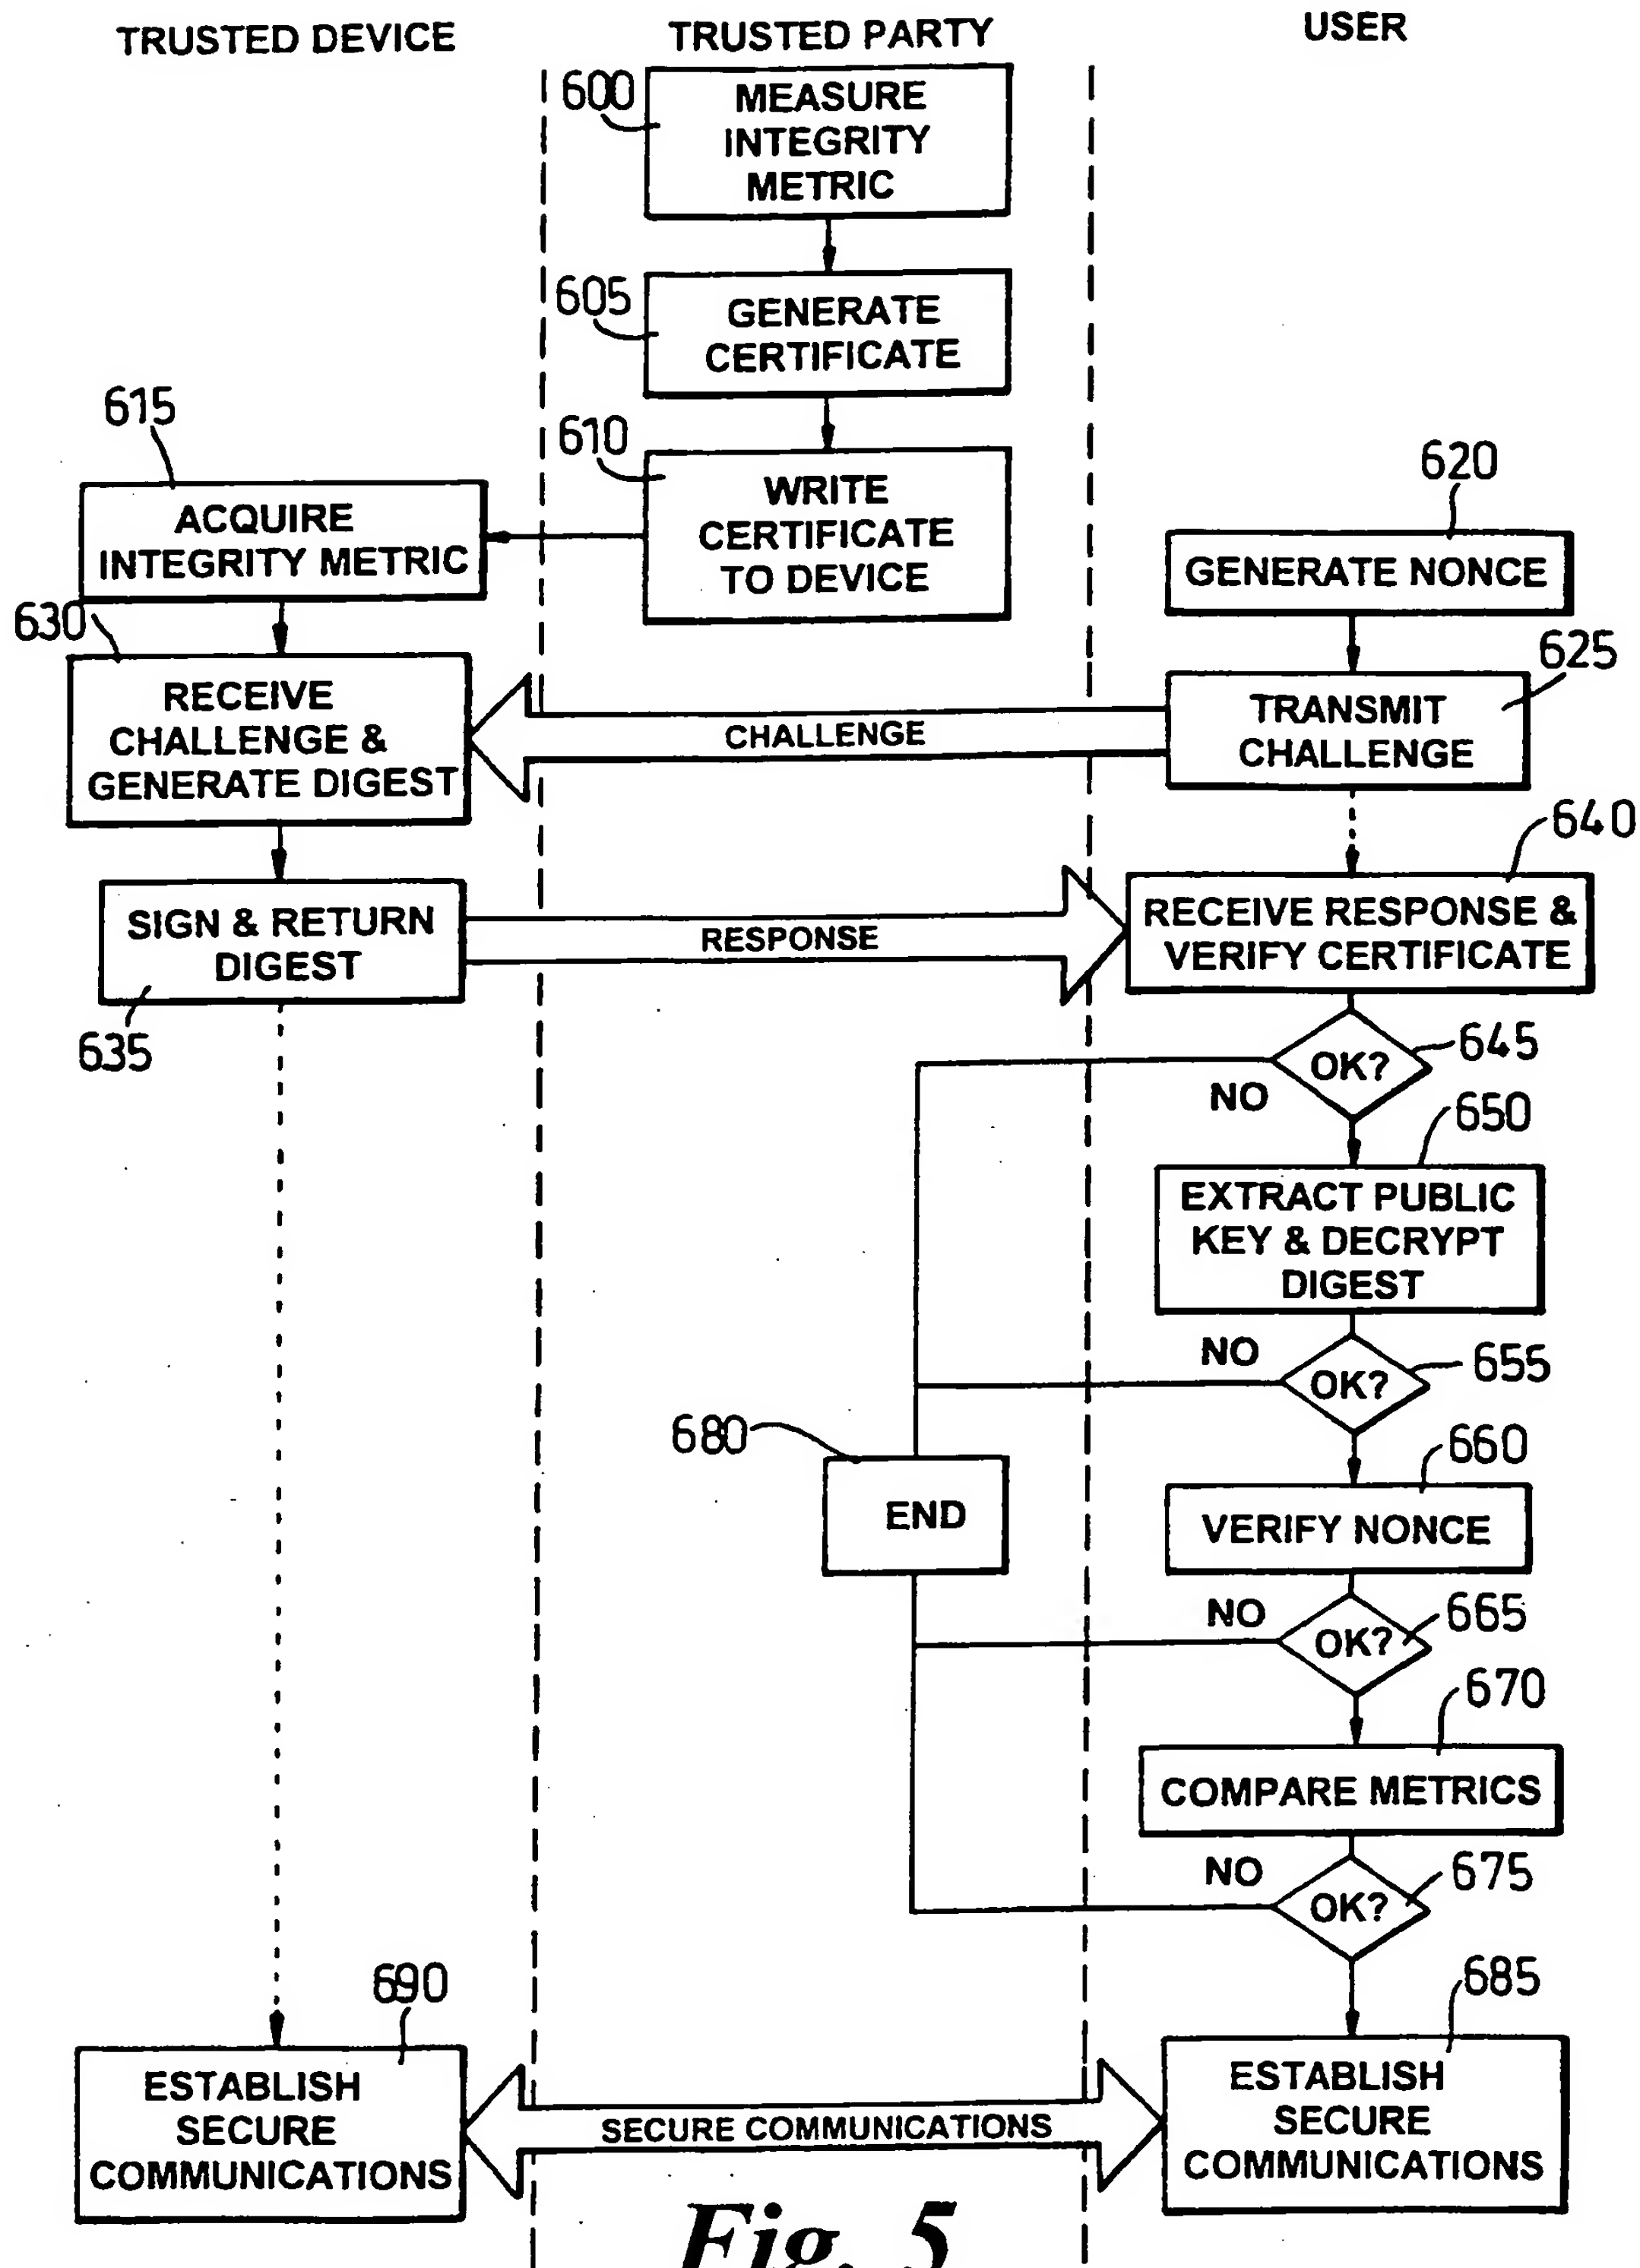 TRUSTED DEVICE
TRUSTED PARTY
USER
600
MEASURE
INTEGRITY
METRIC
605
GENERATE
CERTIFICATE
610
WRITE
CERTIFICATE
TO DEVICE
615
ACQUIRE
INTEGRITY METRIC
620
GENERATE NONCE
625
TRANSMIT
CHALLENGE
CHALLENGE
630
RECEIVE
CHALLENGE &
GENERATE DIGEST
SIGN & RETURN
DIGEST
635
RESPONSE
640
RECEIVE RESPONSE &
VERIFY CERTIFICATE
OK?
645
NO
650
EXTRACT PUBLIC
KEY & DECRYPT
DIGEST
NO
OK?
655
680
END
660
VERIFY NONCE
NO
OK?
665
670
COMPARE METRICS
NO
OK?
675
690
ESTABLISH
SECURE
COMMUNICATIONS
SECURE COMMUNICATIONS
685
ESTABLISH
SECURE
COMMUNICATIONS
Fig. 5